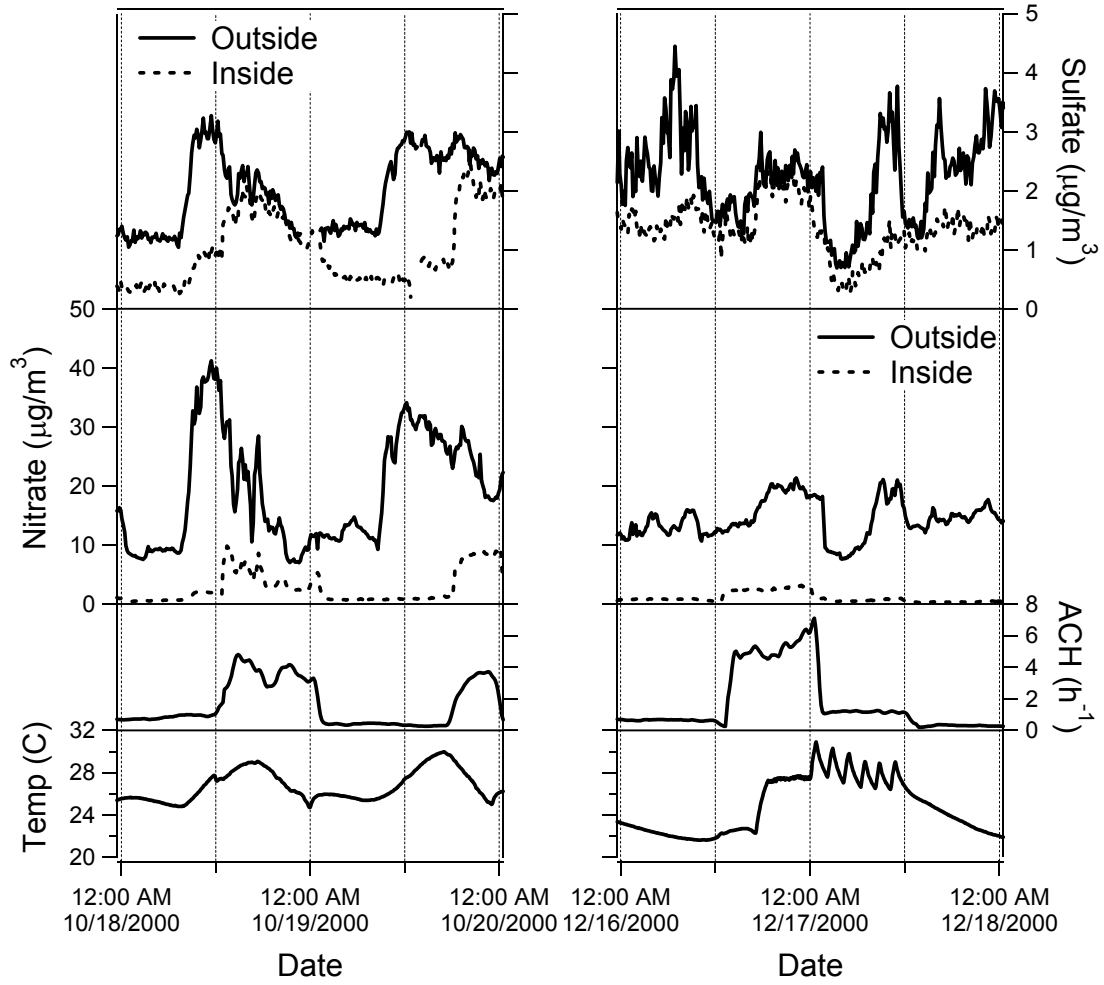 5
Outside
Inside
4
3
2
1
0
Sulfate (μg/m³)
50
40
30
20
10
0
Nitrate (μg/m³)
Outside
Inside
8
6
4
2
0
ACH (h⁻¹)
32
28
24
20
Temp (C)
12:00 AM 12:00 AM 12:00 AM 12:00 AM 12:00 AM
10/18/2000 10/19/2000 10/20/2000 12/16/2000 12/17/2000 12/18/2000
12:00 AM
Date Date